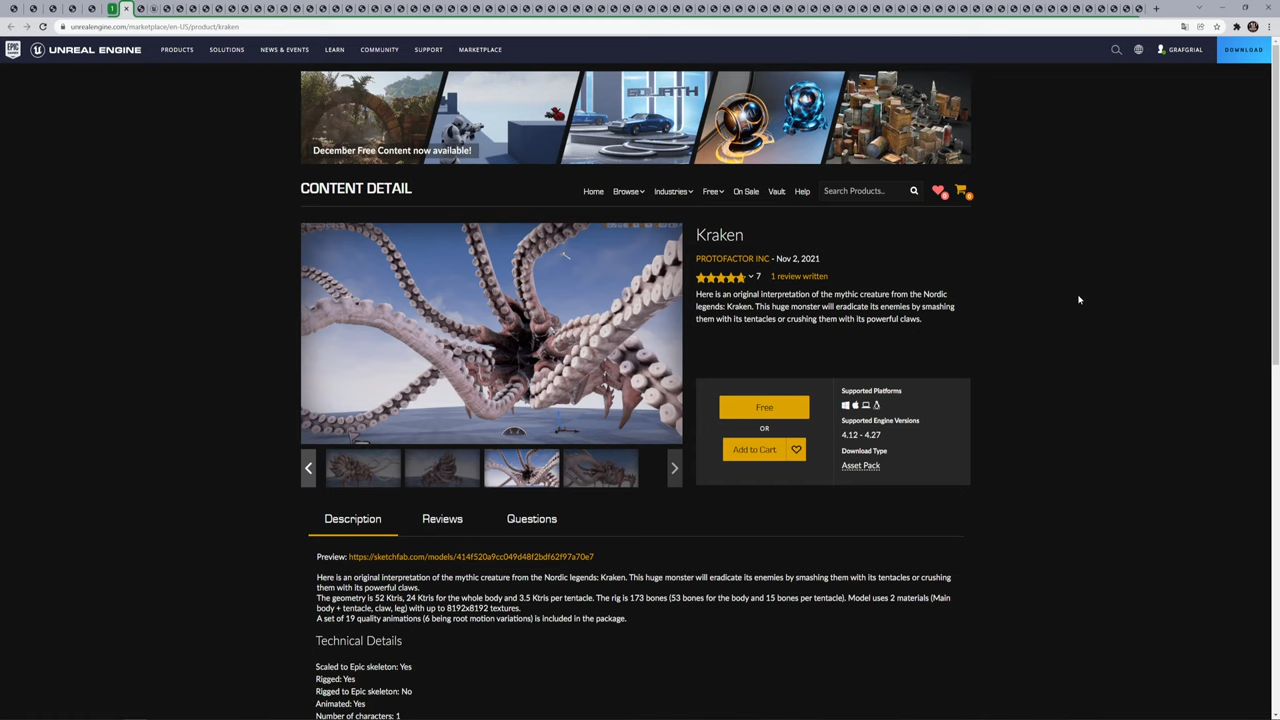 1
unrealengine.com/marketplace/en-US/product/kraken
EPIC GAMES
UNREAL ENGINE
PRODUCTS
SOLUTIONS
NEWS & EVENTS
LEARN
COMMUNITY
SUPPORT
MARKETPLACE
GRAFGRIAL
DOWNLOAD
GOLIATH
December Free Content now available!
CONTENT DETAIL
Home
Browse
Industries
Free
On Sale
Vault
Help
Search Products..
0
0
Kraken
PROTOFACTOR INC - Nov 2, 2021
7
1 review written
Here is an original interpretation of the mythic creature from the Nordic
legends: Kraken. This huge monster will eradicate its enemies by smashing
them with its tentacles or crushing them with its powerful claws.
Free
OR
Add to Cart
Supported Platforms
Supported Engine Versions
4.12 - 4.27
Download Type
Asset Pack
Description
Reviews
Questions
Preview: https://sketchfab.com/models/414f520a9cc049d48f2bdf62f97a70e7
Here is an original interpretation of the mythic creature from the Nordic legends: Kraken. This huge monster will eradicate its enemies by smashing them with its tentacles or crushing
them with its powerful claws.
The geometry is 52 Ktris, 24 Ktris for the whole body and 3.5 Ktris per tentacle. The rig is 173 bones (53 bones for the body and 15 bones per tentacle). Model uses 2 materials (Main
body + tentacle, claw, leg) with up to 8192x8192 textures.
A set of 19 quality animations (6 being root motion variations) is included in the package.
Technical Details
Scaled to Epic skeleton: Yes
Rigged: Yes
Rigged to Epic skeleton: No
Animated: Yes
Number of characters: 1